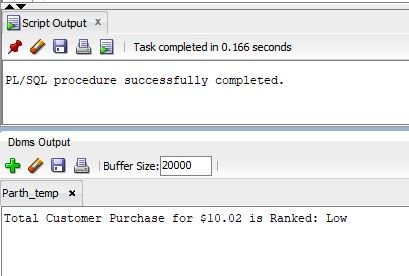 Script Output x
Task completed in 0.166 seconds
PL/SQL procedure successfully completed.
Dbms Output
Buffer Size: 20000
Parth_temp x
Total Customer Purchase for $10.02 is Ranked: Low